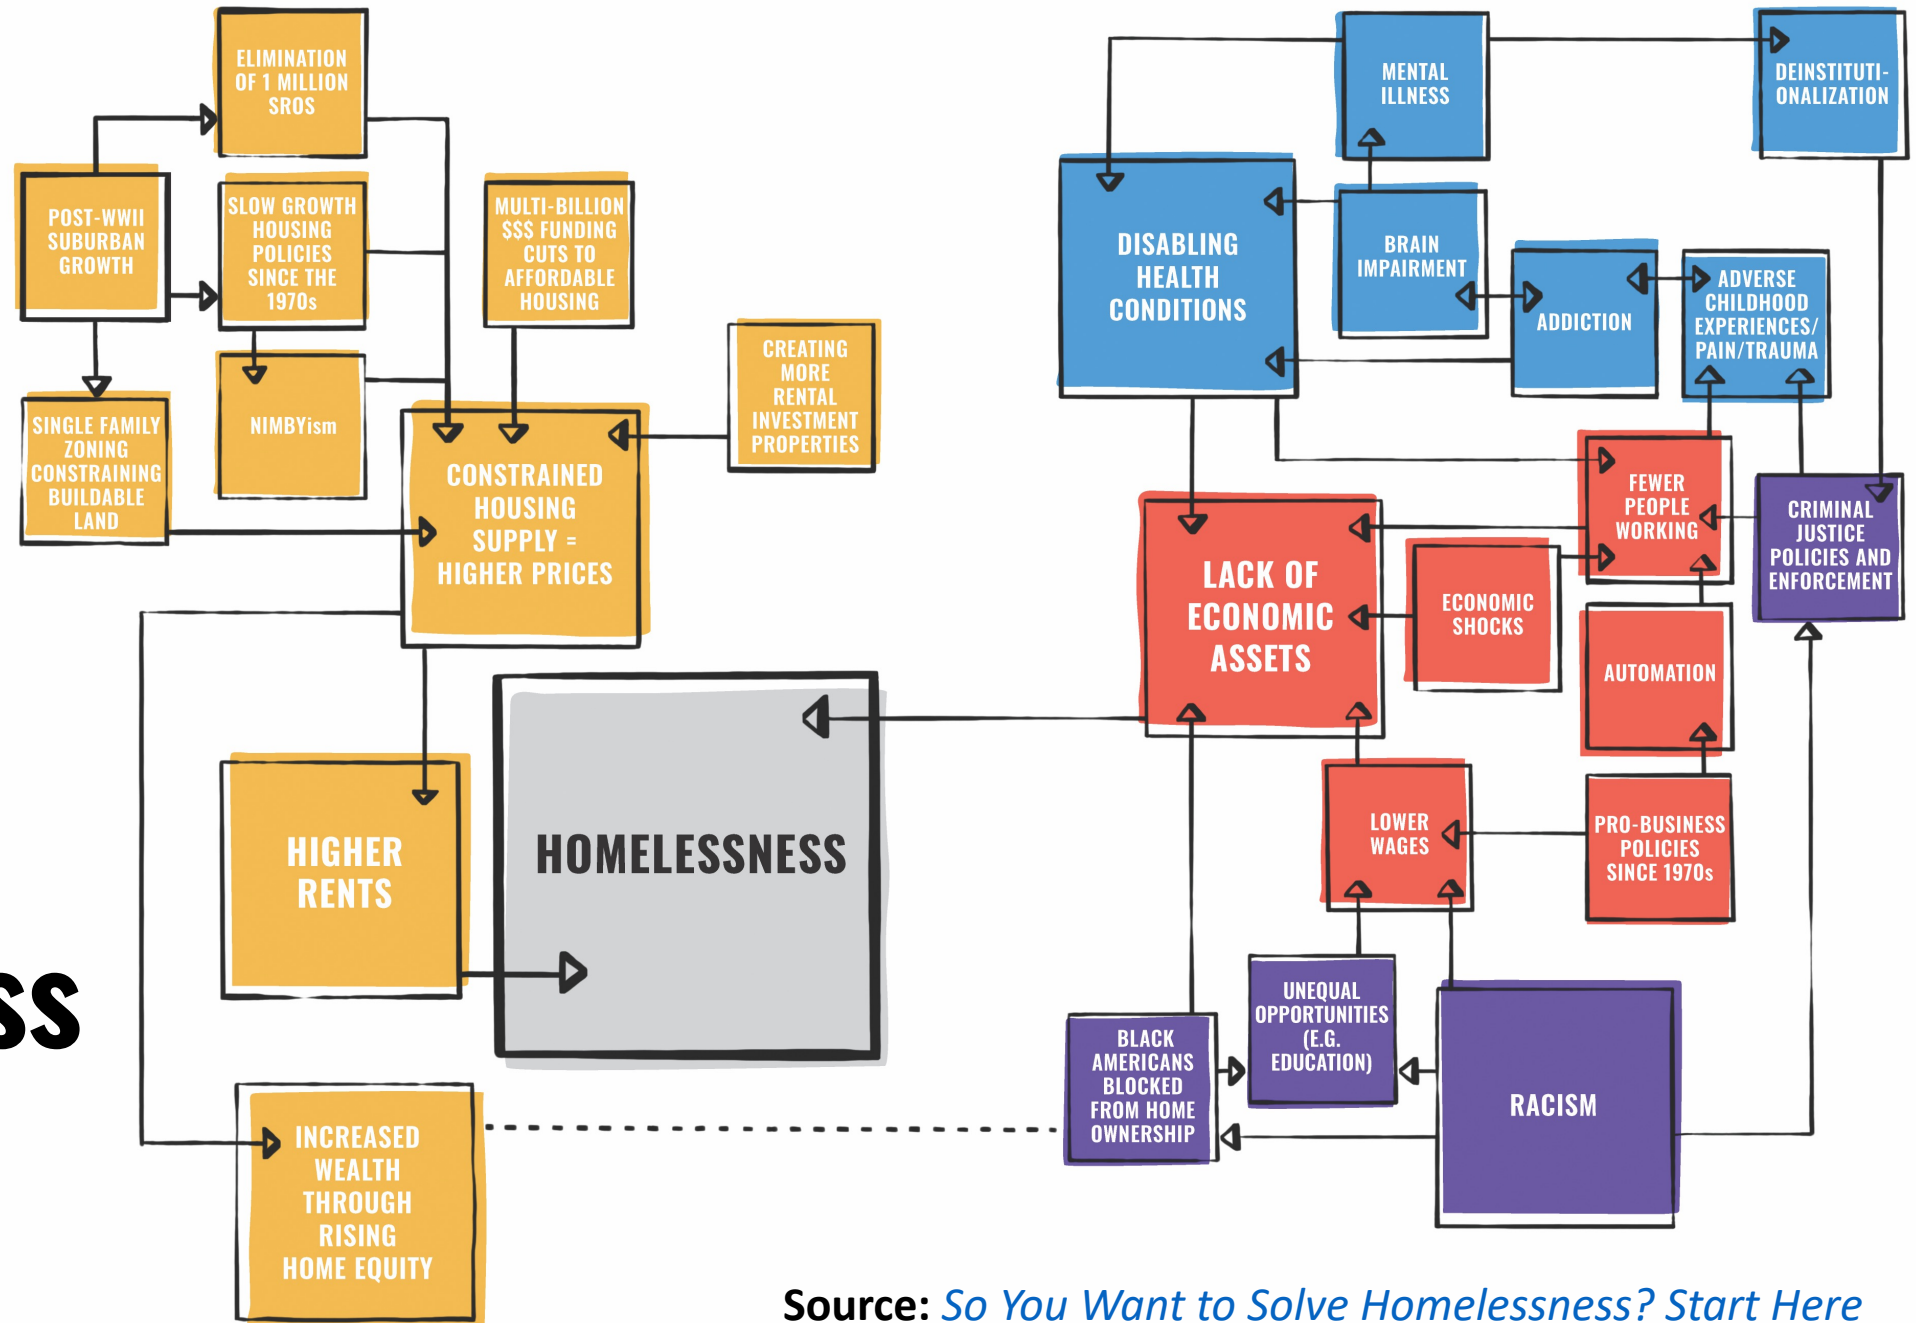 ELIMINATION
OF 1 MILLION
SROS
POST-WWII
SUBURBAN
GROWTH
SLOW GROWTH
HOUSING
POLICIES
SINCE THE
1970s
MULTI-BILLION
$$$ FUNDING
CUTS TO
AFFORDABLE
HOUSING
CREATING
MORE
RENTAL
INVESTMENT
PROPERTIES
SINGLE FAMILY
ZONING
CONSTRAINING
BUILDABLE
LAND
NIMBYism
CONSTRAINED
HOUSING
SUPPLY =
HIGHER PRICES
HIGHER
RENTS
HOMELESSNESS
SS
INCREASED
WEALTH
THROUGH
RISING
HOME EQUITY
MENTAL
ILLNESS
DEINSTITUTI-
ONALIZATION
DISABLING
HEALTH
CONDITIONS
BRAIN
IMPAIRMENT
ADDICTION
ADVERSE
CHILDHOOD
EXPERIENCES/
PAIN/TRAUMA
FEWER
PEOPLE
WORKING
CRIMINAL
JUSTICE
POLICIES AND
ENFORCEMENT
LACK OF
ECONOMIC
ASSETS
ECONOMIC
SHOCKS
AUTOMATION
LOWER
WAGES
PRO-BUSINESS
POLICIES
SINCE 1970s
BLACK
AMERICANS
BLOCKED
FROM HOME
OWNERSHIP
UNEQUAL
OPPORTUNITIES
(E.G.
EDUCATION)
RACISM
Source: So You Want to Solve Homelessness? Start Here